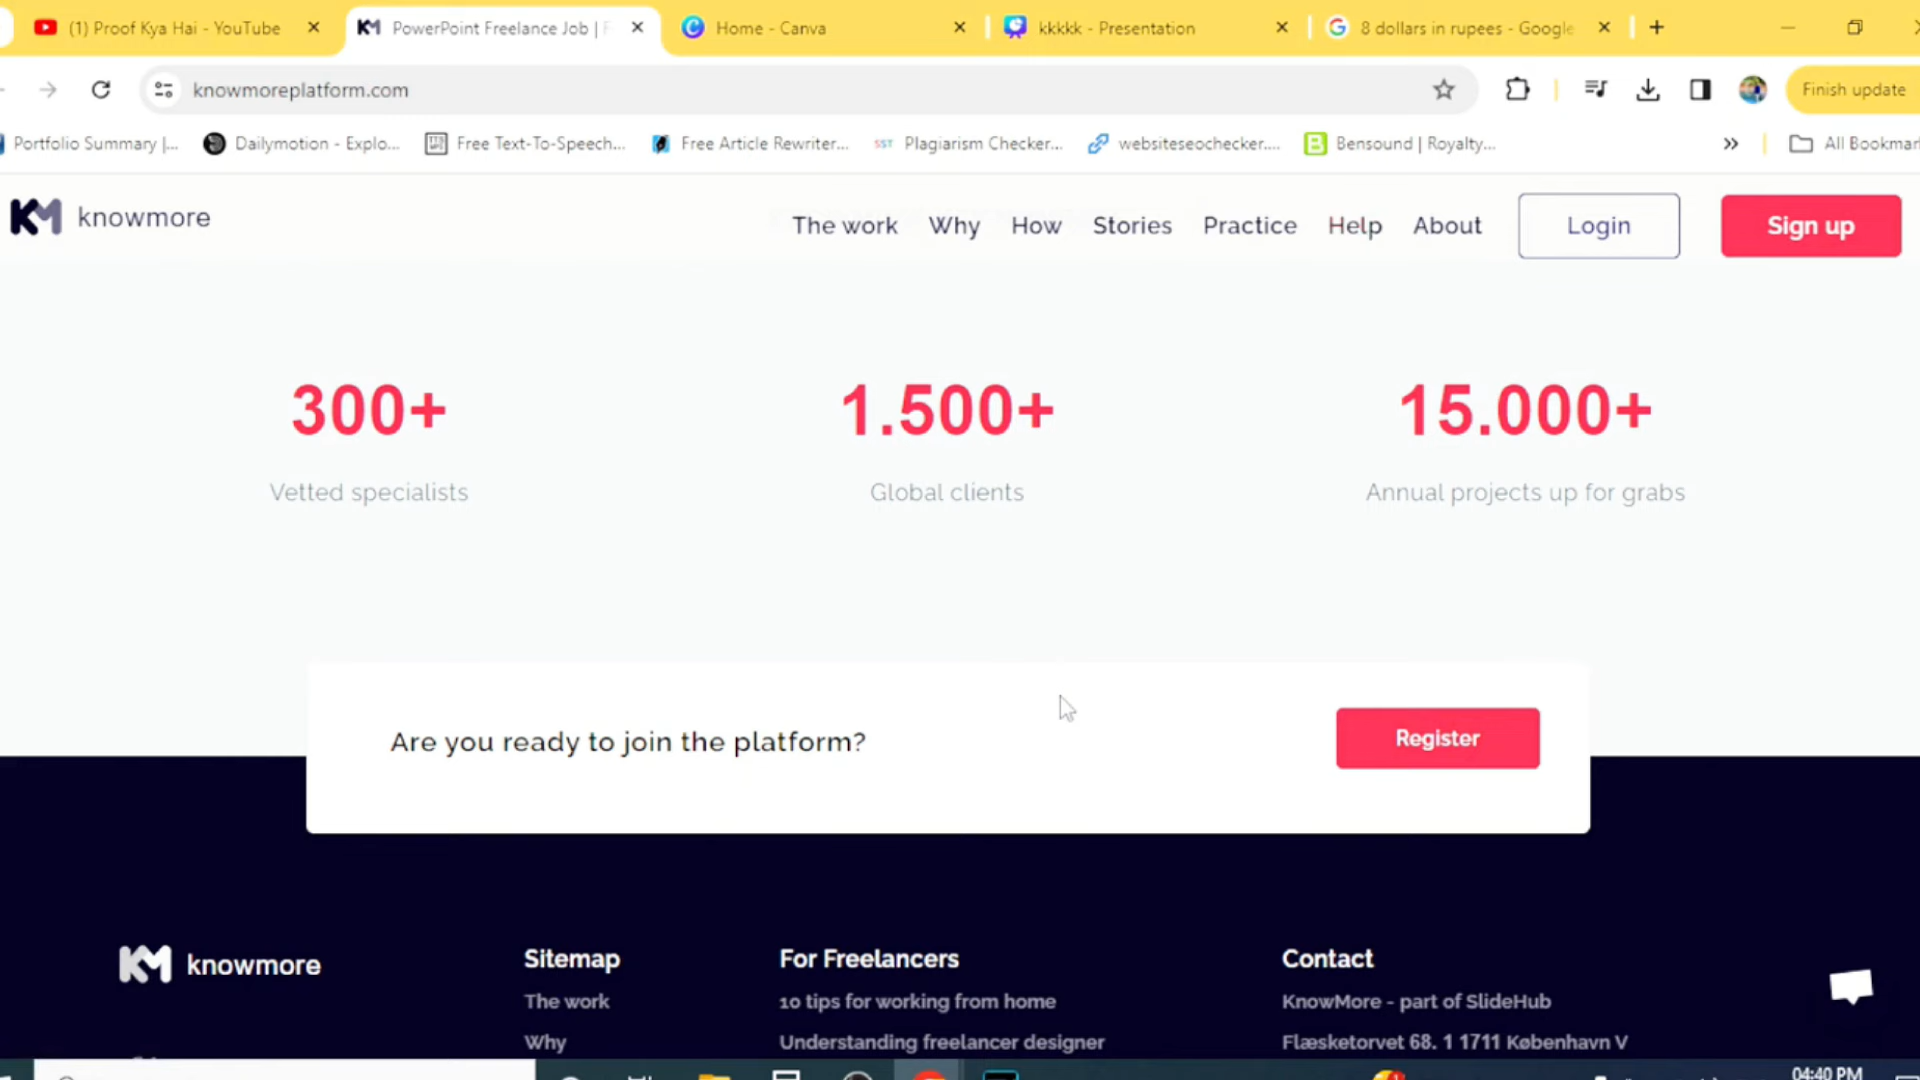 (1) Proof Kya Hai - YouTube
PowerPoint Freelance Job |
Home - Canva
kkkkk - Presentation
8 dollars in rupees - Google
knowmoreplatform.com
Finish update
Portfolio Summary |...
Dailymotion - Explo...
Free Text-To-Speech...
Free Article Rewriter...
SST Plagiarism Checker...
websiteseochecker....
Bensound | Royalty...
All Bookmar
KM knowmore
The work
Why
How
Stories
Practice
Help
About
Login
Sign up
300+
Vetted specialists
1.500+
Global clients
15.000+
Annual projects up for grabs
Are you ready to join the platform?
Register
KM knowmore
Sitemap
The work
Why
For Freelancers
10 tips for working from home
Understanding freelancer designer
Contact
KnowMore - part of SlideHub
Flæsketorvet 68. 1 1711 København V
04:40 PM